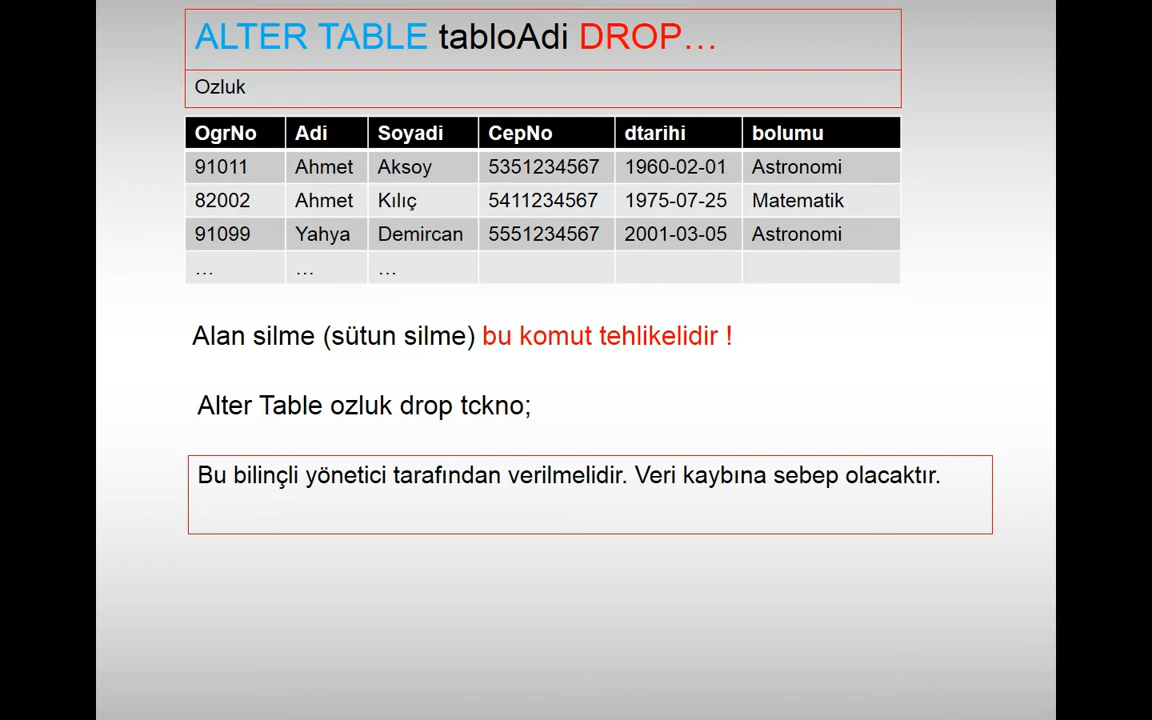 ALTER TABLE tabloAdi DROP…
Ozluk
OgrNo Adi Soyadi CepNo dtarihi bolumu
91011 Ahmet Aksoy 5351234567 1960-02-01 Astronomi
82002 Ahmet Kılıç 5411234567 1975-07-25 Matematik
91099 Yahya Demircan 5551234567 2001-03-05 Astronomi
… … …
Alan silme (sütun silme) bu komut tehlikelidir !
Alter Table ozluk drop tckno;
Bu bilinçli yönetici tarafından verilmelidir. Veri kaybına sebep olacaktır.